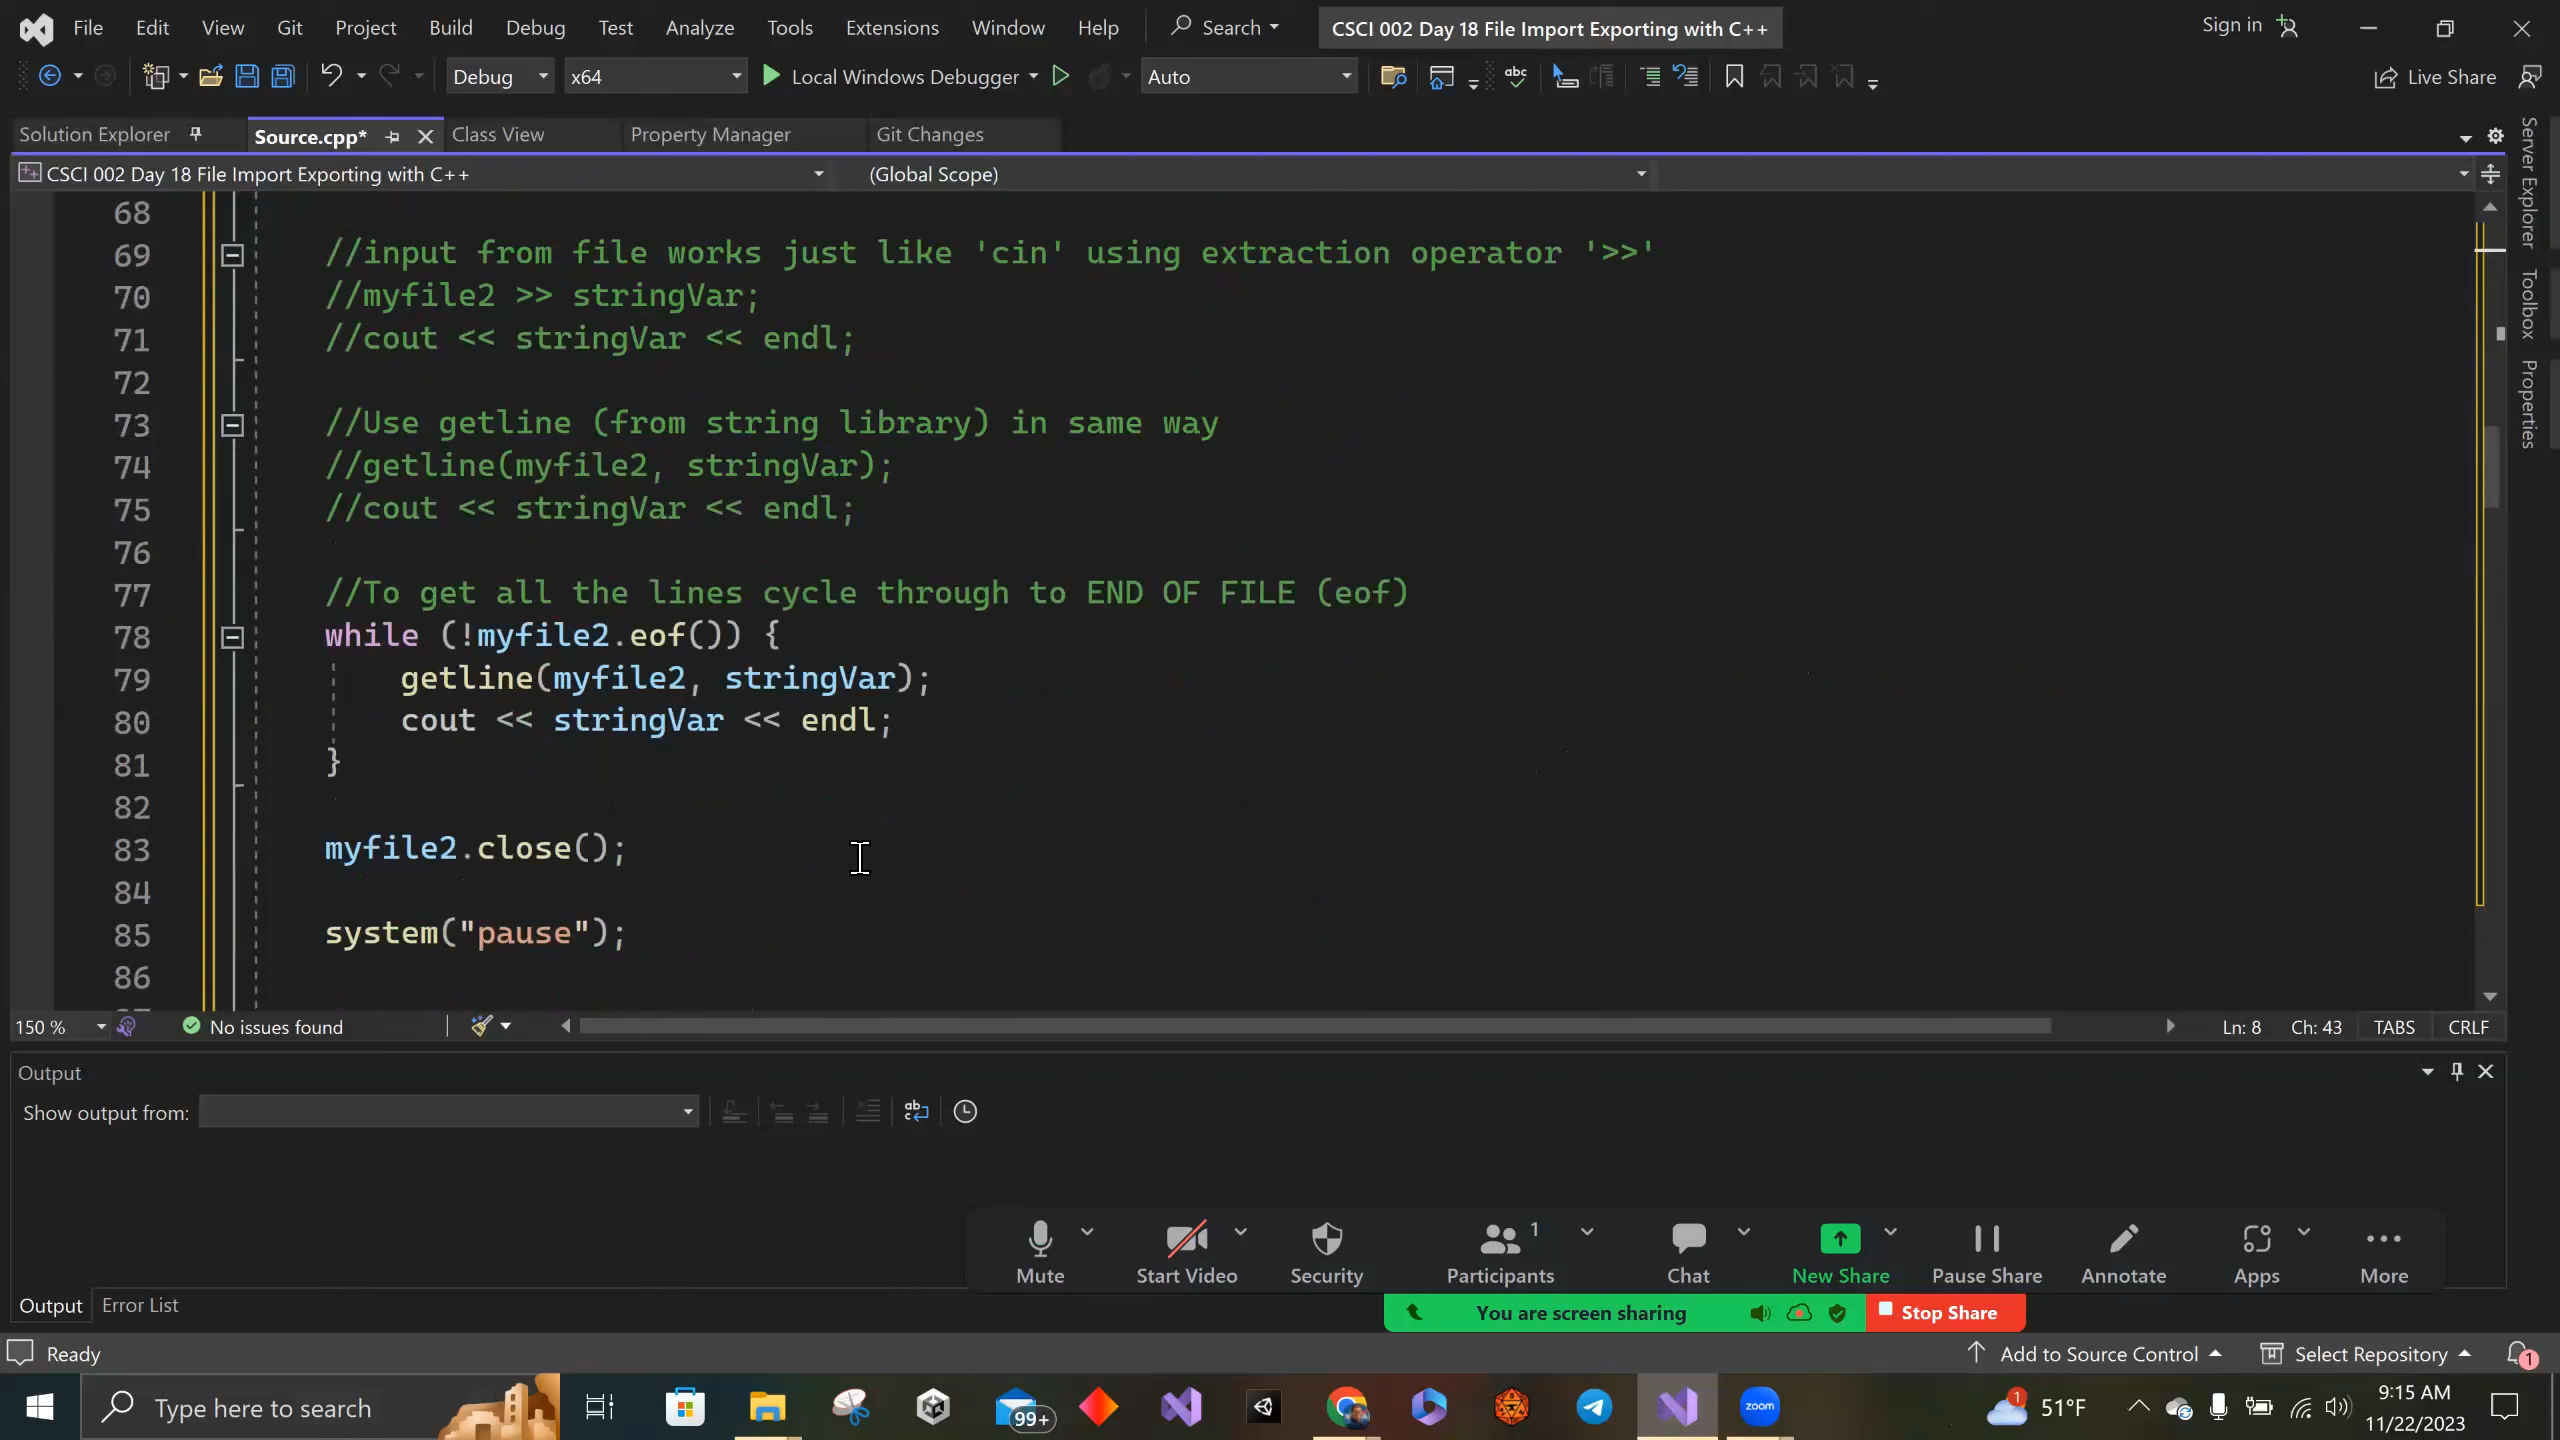 File Edit View Git Project Build Debug Test Analyze Tools Extensions Window Help Search CSCI 002 Day 18 File Import Exporting with C++ Sign in
Debug x64 Local Windows Debugger Auto Live Share
Solution Explorer Source.cpp* Class View Property Manager Git Changes
CSCI 002 Day 18 File Import Exporting with C++ (Global Scope)
Server Explorer
Toolbox
Properties
68
69 //input from file works just like 'cin' using extraction operator '>>'
70 //myfile2 >> stringVar;
71 //cout << stringVar << endl;
72
73 //Use getline (from string library) in same way
74 //getline(myfile2, stringVar);
75 //cout << stringVar << endl;
76
77 //To get all the lines cycle through to END OF FILE (eof)
78 while (!myfile2.eof()) {
79 getline(myfile2, stringVar);
80 cout << stringVar << endl;
81 }
82
83 myfile2.close();
84
85 system("pause");
86
150 % No issues found Ln: 8 Ch: 43 TABS CRLF
Output
Show output from:
Mute Start Video Security Participants 1 Chat New Share Pause Share Annotate Apps More
You are screen sharing Stop Share
Output Error List
Ready Add to Source Control Select Repository 1
Type here to search 99+ zoom 1 51°F 9:15 AM
11/22/2023